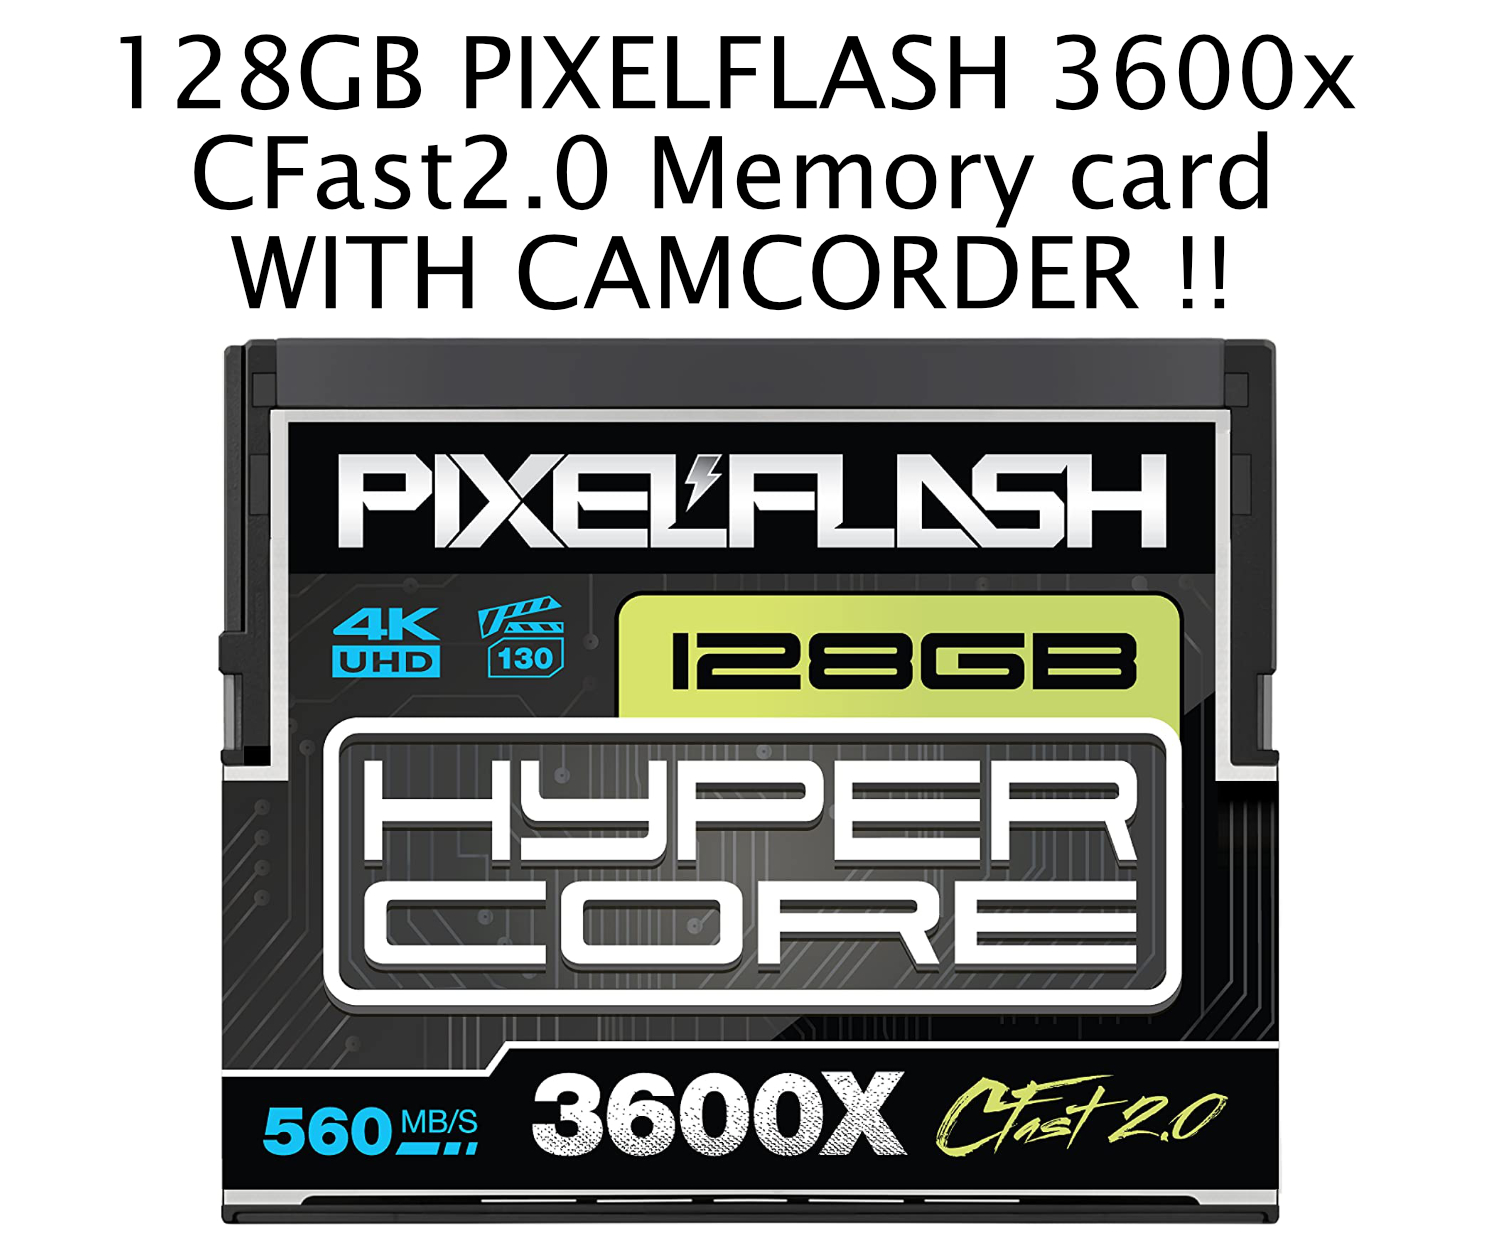 128GB PIXELFLASH 3600x
CFast2.0 Memory card
WITH CAMCORDER !!
PIXELFLASH
4K
UHD
130
128GB
HYPER
CORE
560 MB/S
3600X
CFast 2.0